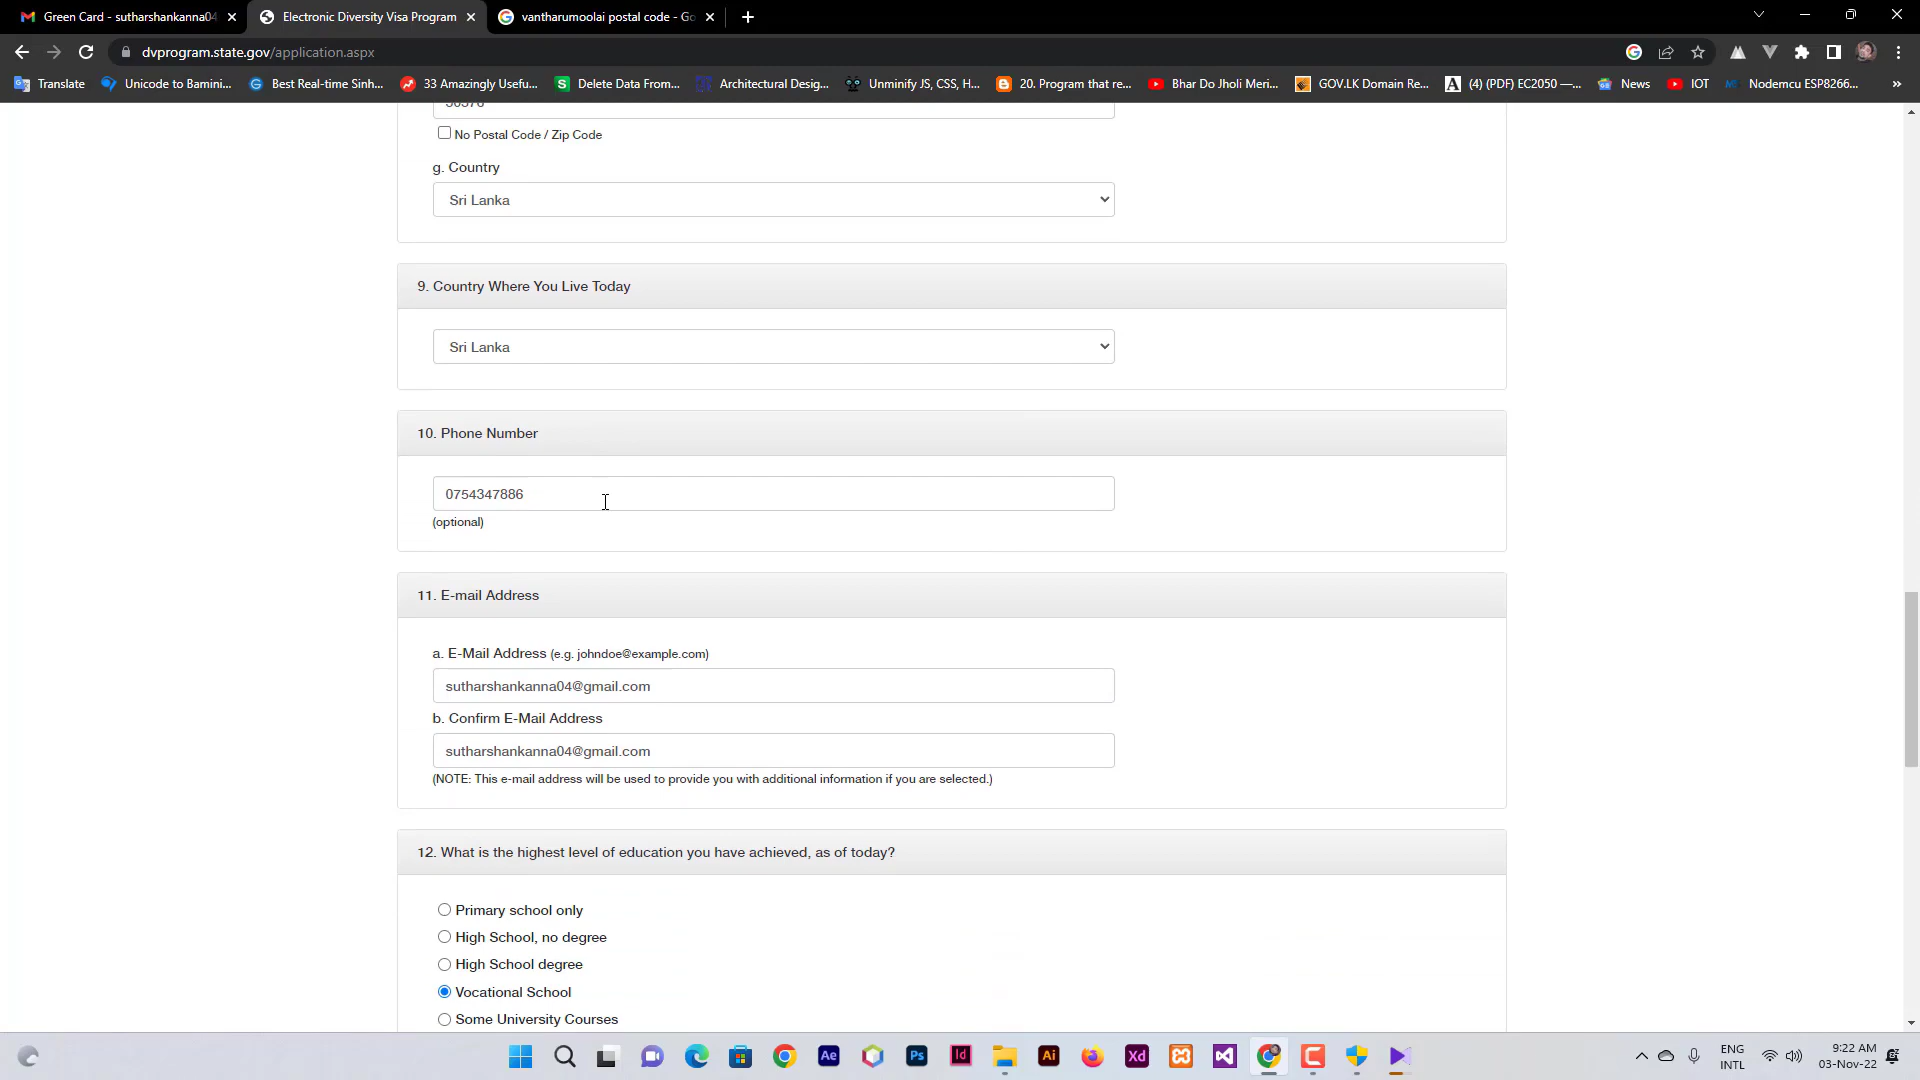 Green Card - sutharshankanna04
Electronic Diversity Visa Program
vantharumoolai postal code - Go
dvprogram.state.gov/application.aspx
Translate
Unicode to Bamini...
Best Real-time Sinh...
33 Amazingly Usefu...
Delete Data From...
Architectural Desig...
Unminify JS, CSS, H...
20. Program that re...
Bhar Do Jholi Meri...
GOV.LK Domain Re...
(4) (PDF) EC2050 —...
News
IOT
Nodemcu ESP8266...
No Postal Code / Zip Code
g. Country
Sri Lanka
9. Country Where You Live Today
Sri Lanka
10. Phone Number
0754347886
(optional)
11. E-mail Address
a. E-Mail Address (e.g. johndoe@example.com)
sutharshankanna04@gmail.com
b. Confirm E-Mail Address
sutharshankanna04@gmail.com
(NOTE: This e-mail address will be used to provide you with additional information if you are selected.)
12. What is the highest level of education you have achieved, as of today?
Primary school only
High School, no degree
High School degree
Vocational School
Some University Courses
ENG
INTL
9:22 AM
03-Nov-22